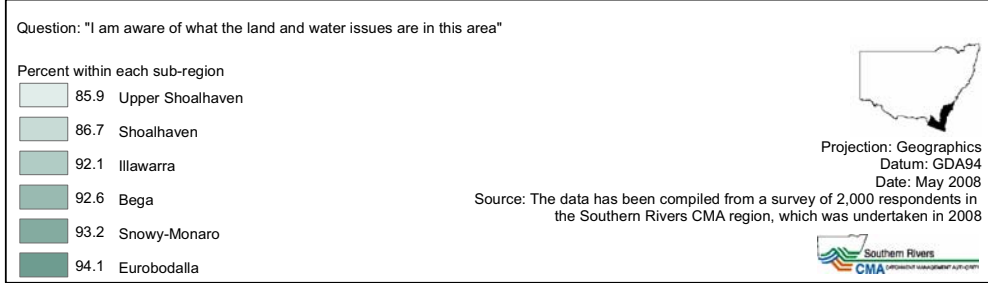 Question: "I am aware of what the land and water issues are in this area"
Percent within each sub-region
85.9 Upper Shoalhaven
86.7 Shoalhaven
92.1 Illawarra
92.6 Bega
93.2 Snowy-Monaro
94.1 Eurobodalla
Projection: Geographics
Datum: GDA94
Date: May 2008
Source: The data has been compiled from a survey of 2,000 respondents in
the Southern Rivers CMA region, which was undertaken in 2008
Southern Rivers
CMA CATCHMENT MANAGEMENT AUTHORITY